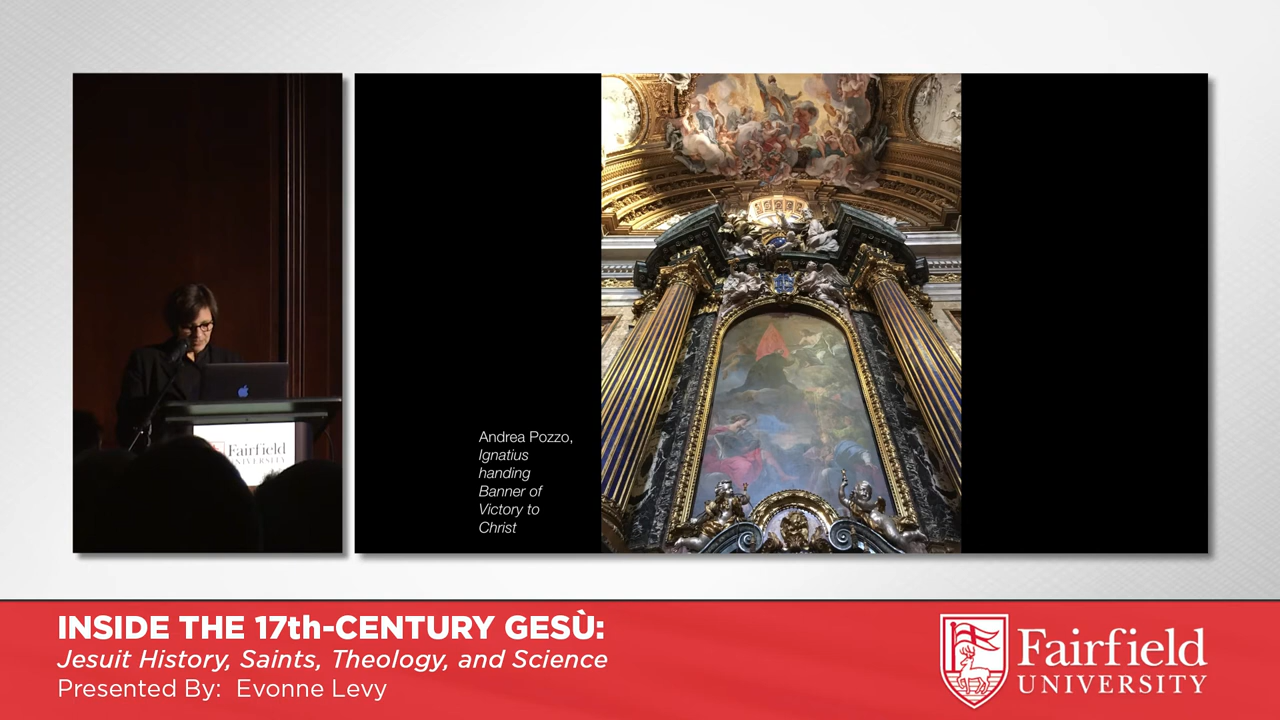 Andrea Pozzo,
Ignatius
handing
Banner of
Victory to
Christ
Fairfield
UNIVERSITY
INSIDE THE 17th-CENTURY GESÙ:
Jesuit History, Saints, Theology, and Science
Presented By: Evonne Levy
Fairfield
UNIVERSITY